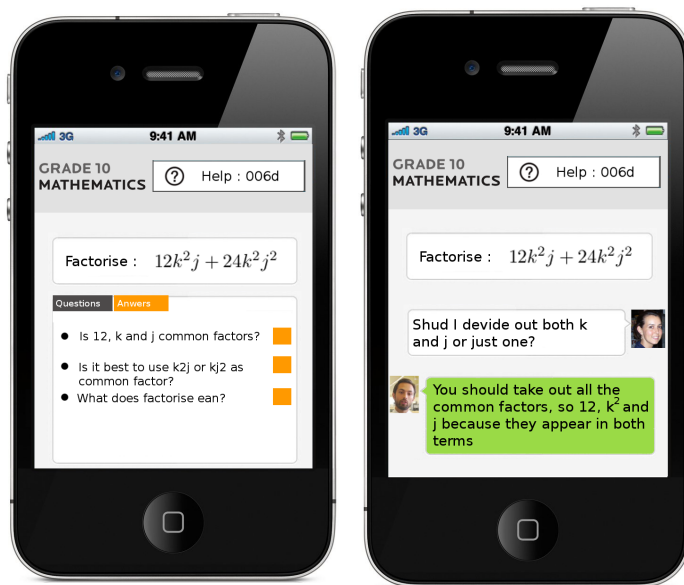 3G 9:41 AM
GRADE 10
MATHEMATICS
? Help : 006d
Factorise : 12k²j + 24k²j²
Questions Anwers
Is 12, k and j common factors?
Is it best to use k2j or kj2 as
common factor?
What does factorise ean?
3G 9:41 AM
GRADE 10
MATHEMATICS
? Help : 006d
Factorise : 12k²j + 24k²j²
Shud I devide out both k
and j or just one?
You should take out all the
common factors, so 12, k² and
j because they appear in both
terms